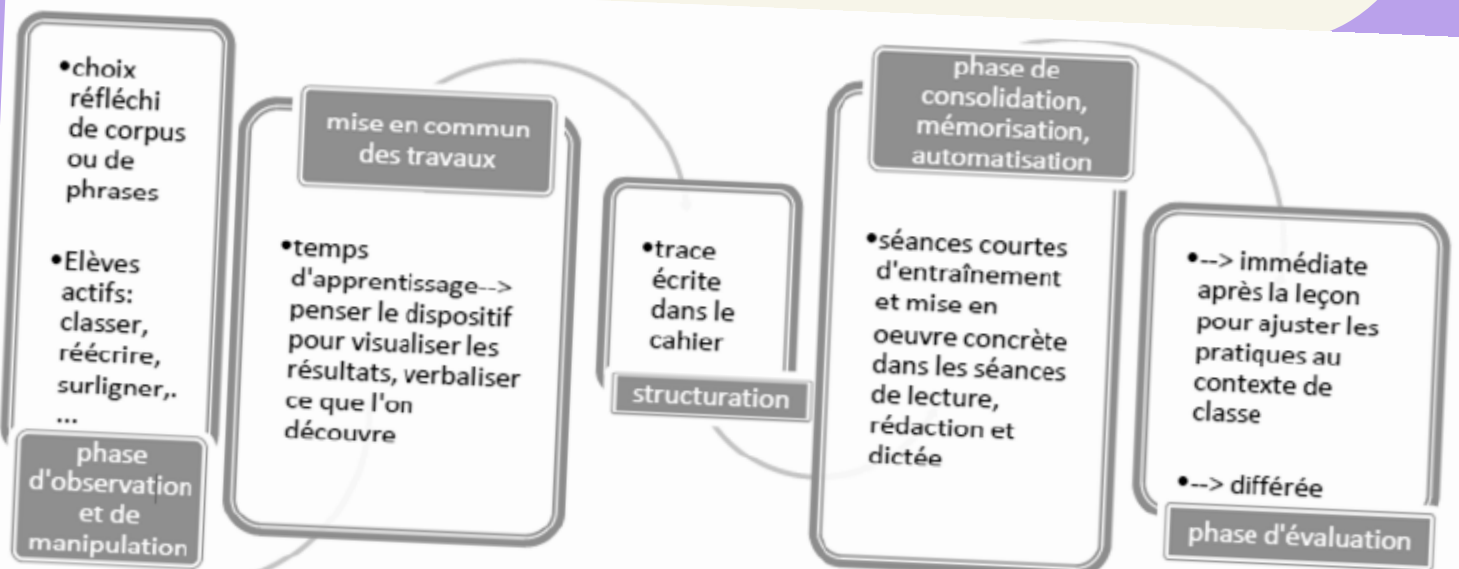 •choix
réfléchi
de corpus
ou de
phrases
•Elèves
actifs:
classer,
réécrire,
surligner,.
...
phase
d'observation
et de
manipulation
mise en commun
des travaux
•temps
d'apprentissage-->
penser le dispositif
pour visualiser les
résultats, verbaliser
ce que l'on
découvre
•trace
écrite
dans le
cahier
structuration
phase de
consolidation,
mémorisation,
automatisation
•séances courtes
d'entraînement
et mise en
oeuvre concrète
dans les séances
de lecture,
rédaction et
dictée
•--> immédiate
après la leçon
pour ajuster les
pratiques au
contexte de
classe
•--> différée
phase d'évaluation